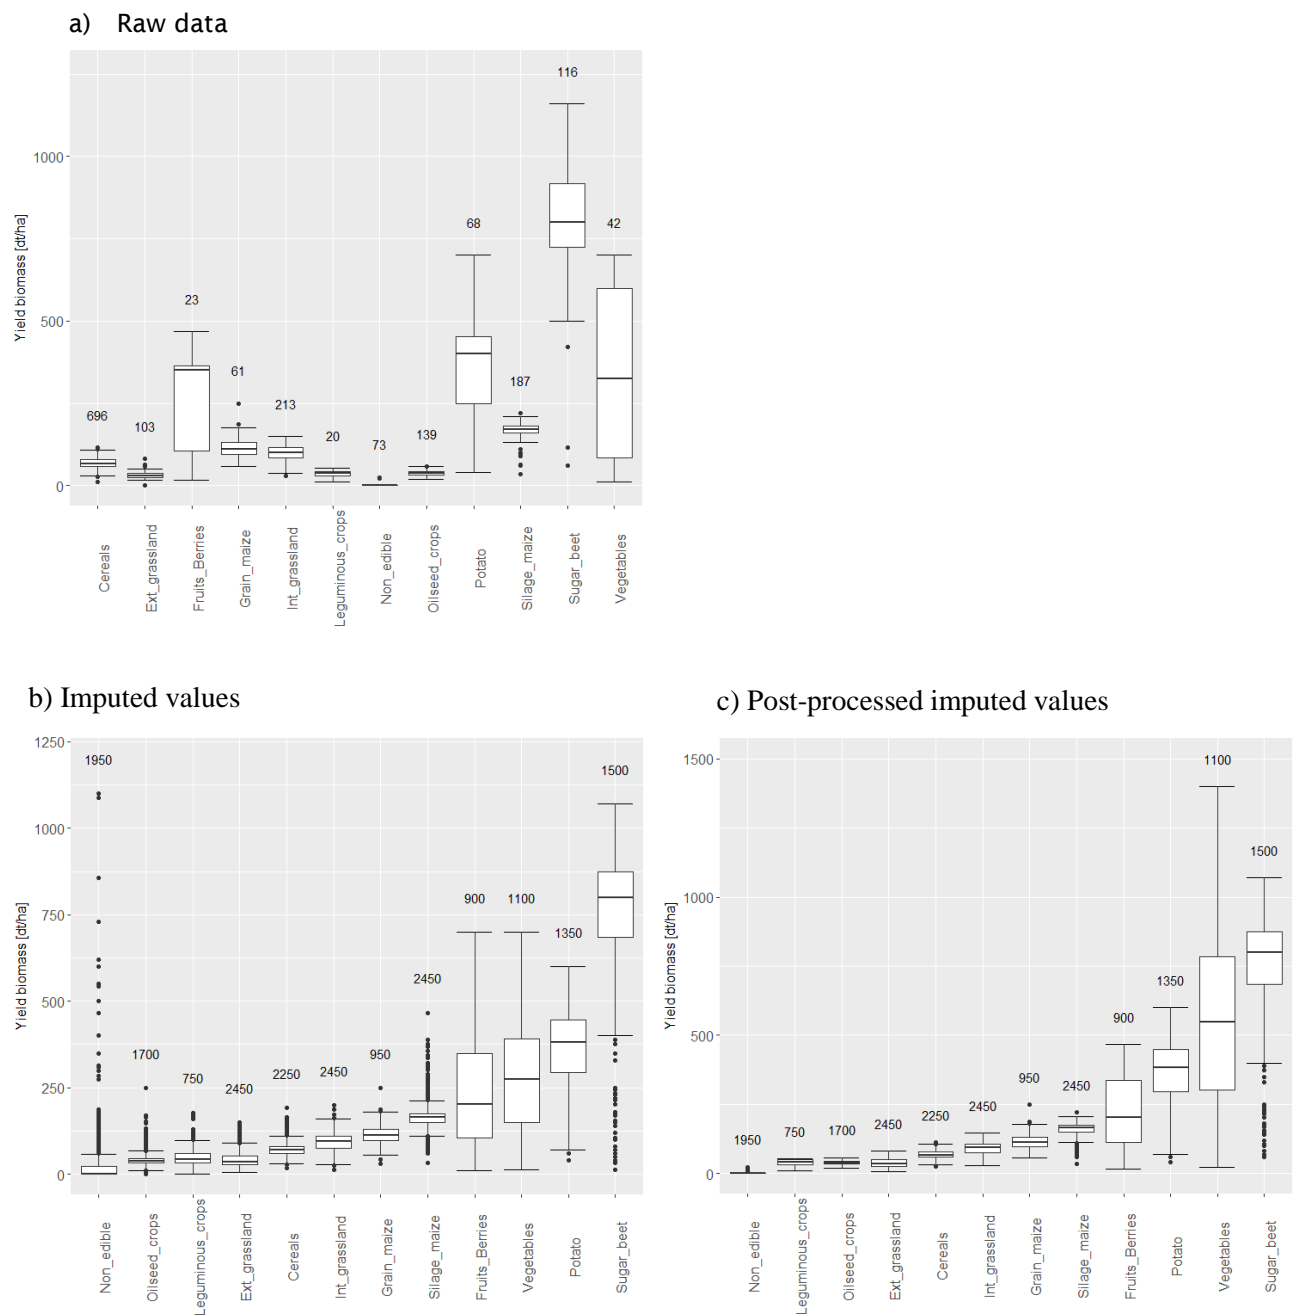 a) Raw data
Yield biomass [dt/ha]
1000
500
0
696
103
23
61
213
20
73
139
68
187
116
42
Cereals
Ext_grassland
Fruits_Berries
Grain_maize
Int_grassland
Leguminous_crops
Non_edible
Oilseed_crops
Potato
Silage_maize
Sugar_beet
Vegetables
b) Imputed values
Yield biomass [dt/ha]
1250
1000
750
500
250
0
1950
1700
750
2450
2250
2450
950
2450
900
1100
1350
1500
Non_edible
Oilseed_crops
Leguminous_crops
Ext_grassland
Cereals
Int_grassland
Grain_maize
Silage_maize
Fruits_Berries
Vegetables
Potato
Sugar_beet
c) Post-processed imputed values
Yield biomass [dt/ha]
1500
1000
500
0
1950
750
1700
2450
2250
2450
950
2450
900
1350
1100
1500
Non_edible
Leguminous_crops
Oilseed_crops
Ext_grassland
Cereals
Int_grassland
Grain_maize
Silage_maize
Fruits_Berries
Potato
Vegetables
Sugar_beet